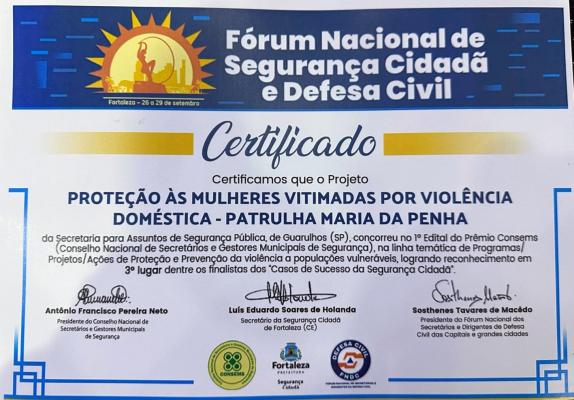 Fórum Nacional de
Segurança Cidadã
e Defesa Civil
Fortaleza - 26 a 29 de setembro
Certificado
Certificamos que o Projeto
PROTEÇÃO ÀS MULHERES VITIMADAS POR VIOLÊNCIA
DOMÉSTICA - PATRULHA MARIA DA PENHA
da Secretaria para Assuntos de Segurança Pública, de Guarulhos (SP), concorreu no 1º Edital do Prêmio Consems
(Conselho Nacional de Secretários e Gestores Municipais de Segurança), na linha temática de Programas/
Projetos/Ações de Proteção e Prevenção da violência a populações vulneráveis, logrando reconhecimento em
3º lugar dentre os finalistas dos "Casos de Sucesso da Segurança Cidadã".
Antônio Francisco Pereira Neto
Presidente do Conselho Nacional de
Secretários e Gestores Municipais
de Segurança
Luís Eduardo Soares de Holanda
Secretário da Segurança Cidadã
de Fortaleza (CE)
Sosthenes Macêdo
Sosthenes Tavares de Macêdo
Presidente do Fórum Nacional dos
Secretários e Dirigentes de Defesa
Civil das Capitais e grandes cidades
CONSEMS
Fortaleza
PREFEITURA
Segurança
Cidadã
DEFESA CIVIL
FNDC